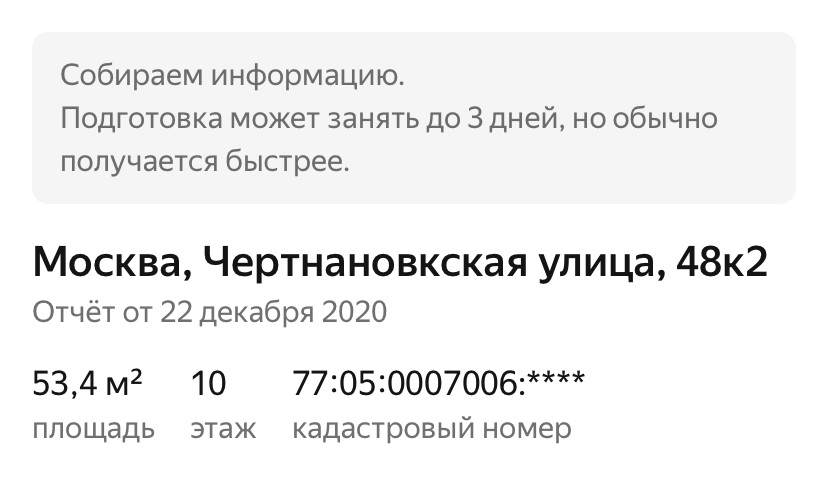 Собираем информацию.
Подготовка может занять до 3 дней, но обычно
получается быстрее.
Москва, Чертнановкская улица, 48к2
Отчёт от 22 декабря 2020
53,4 м² 10 77:05:0007006:****
площадь этаж кадастровый номер